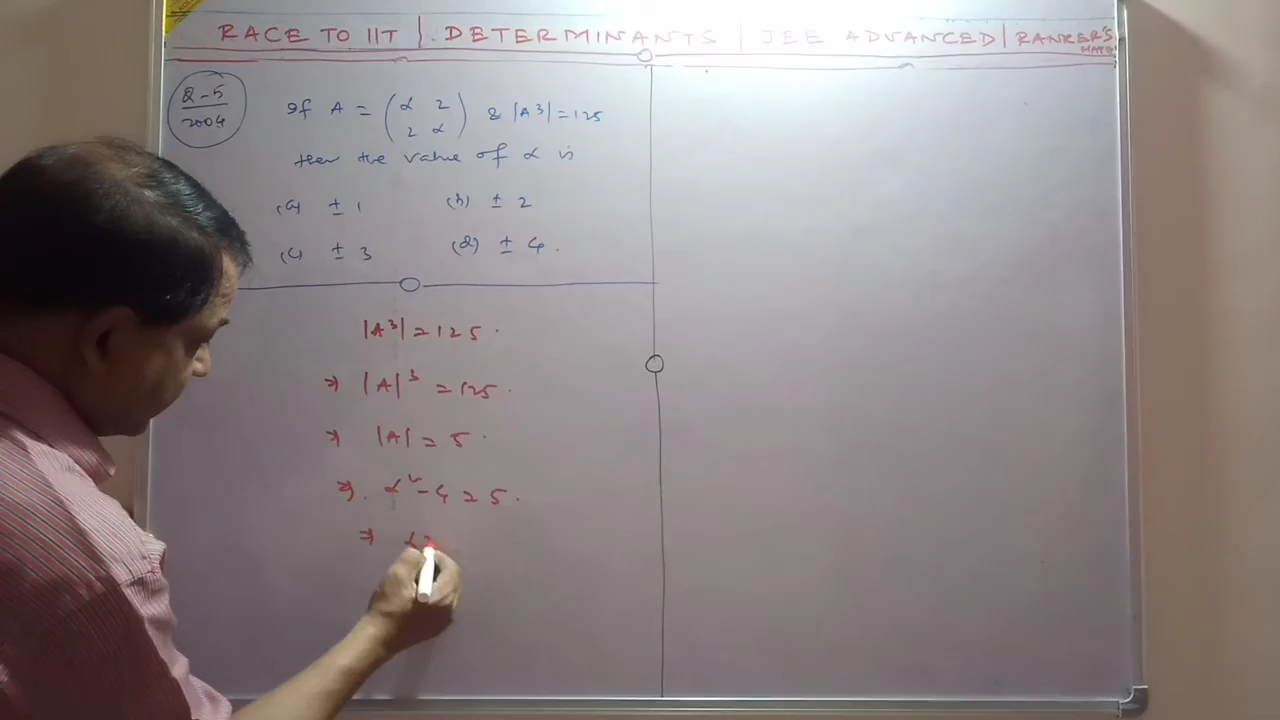 RACE TO IIT | DETERMINANTS | JEE ADVANCED | RANKERS MATE
Q-5
2004
If A = (α 2
2 α) & |A³| = 125
then the value of α is
(a) ± 1 (b) ± 2
(c) ± 3 (d) ± 4.
|A³| = 125.
⇒ |A|³ = 125.
⇒ |A| = 5.
⇒ α² - 4 = 5.
⇒ α